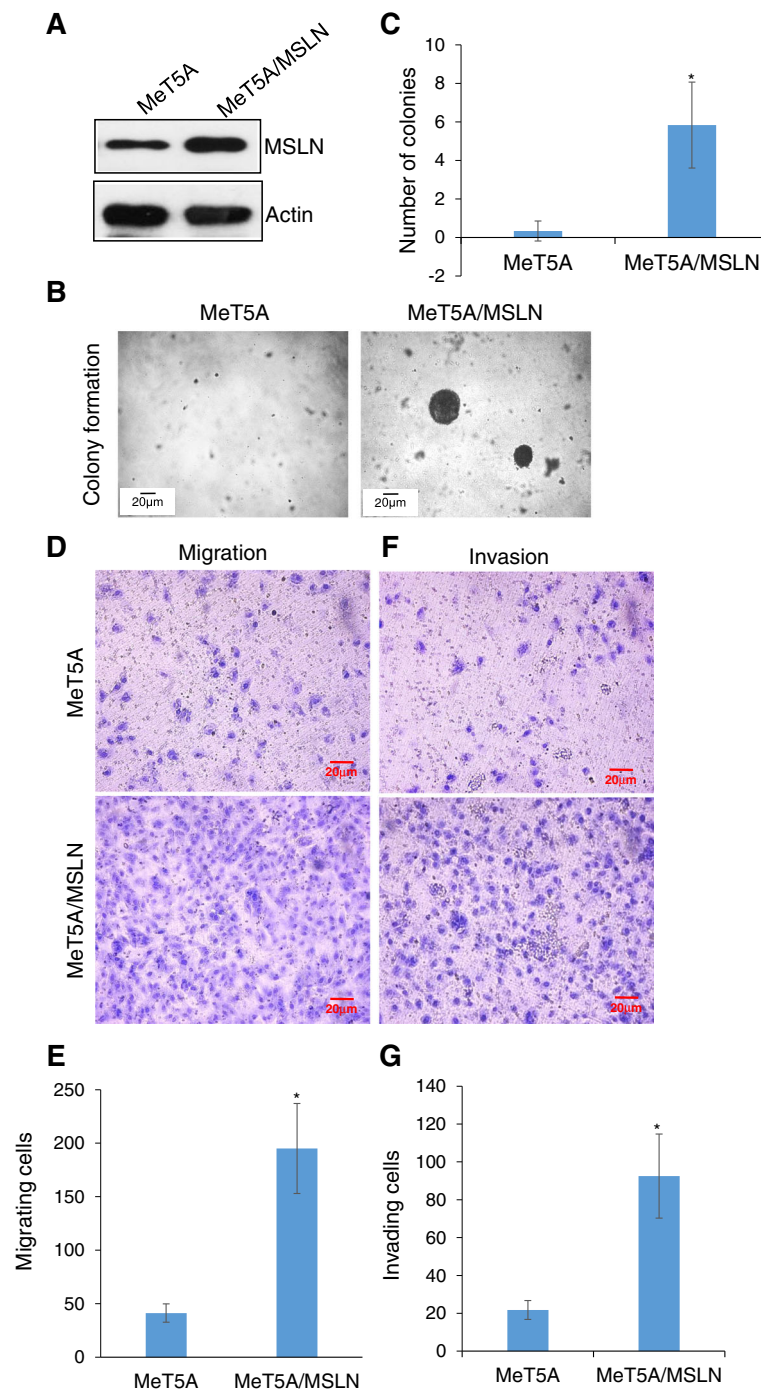 A
MeT5A
MeT5A/MSLN
MSLN
Actin
C
Number of colonies
10
8
6
4
2
0
-2
*
MeT5A
MeT5A/MSLN
B
MeT5A
MeT5A/MSLN
Colony formation
20µm
20µm
D
Migration
F
Invasion
MeT5A
20µm
20µm
MeT5A/MSLN
20µm
20µm
E
Migrating cells
250
200
150
100
50
0
*
MeT5A
MeT5A/MSLN
G
Invading cells
140
120
100
80
60
40
20
0
*
MeT5A
MeT5A/MSLN